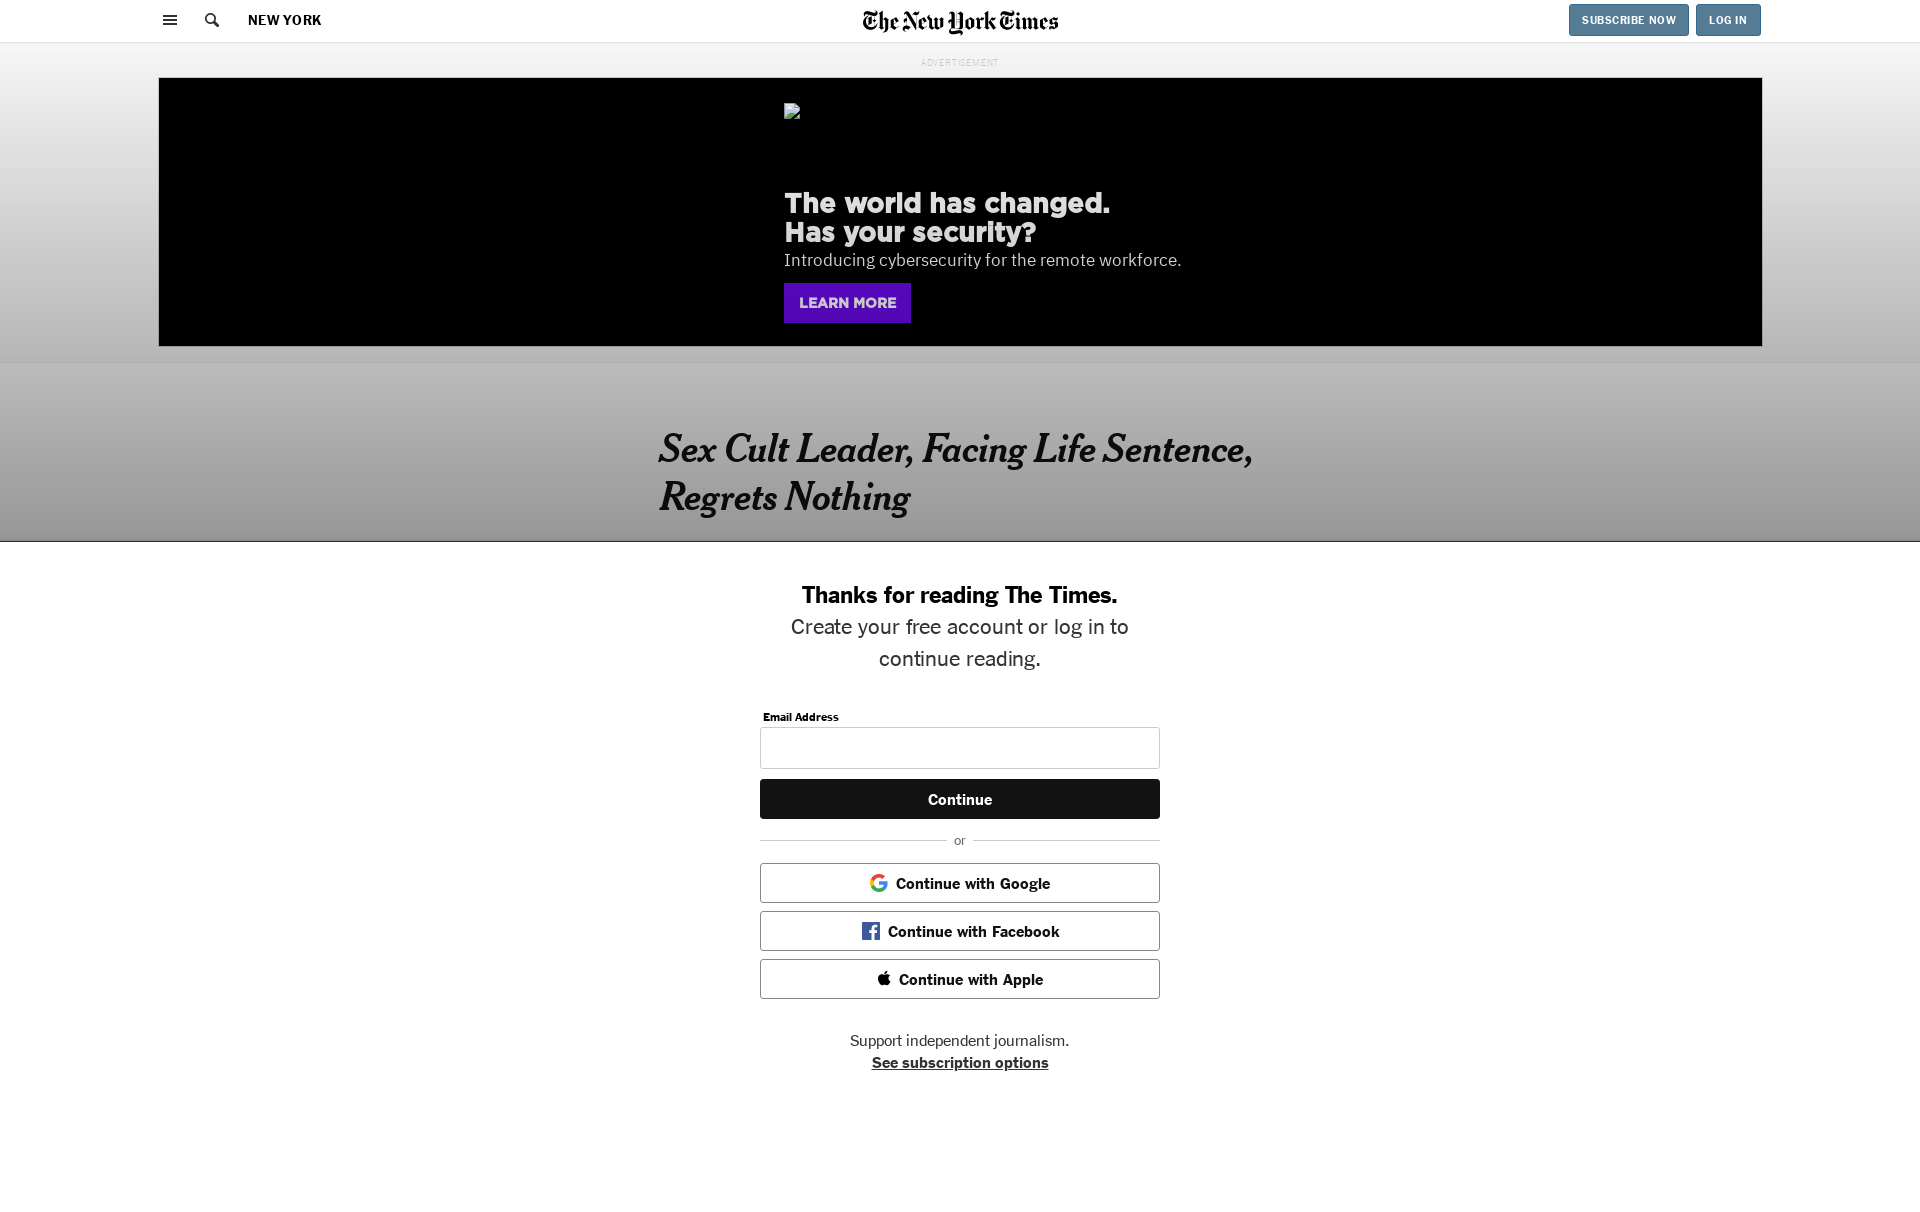 NEW YORK
The New York Times
SUBSCRIBE NOW
LOG IN
ADVERTISEMENT
The world has changed.
Has your security?
Introducing cybersecurity for the remote workforce.
LEARN MORE
Sex Cult Leader, Facing Life Sentence,
Regrets Nothing
Thanks for reading The Times.
Create your free account or log in to
continue reading.
Email Address
Continue
or
Continue with Google
Continue with Facebook
Continue with Apple
Support independent journalism.
See subscription options